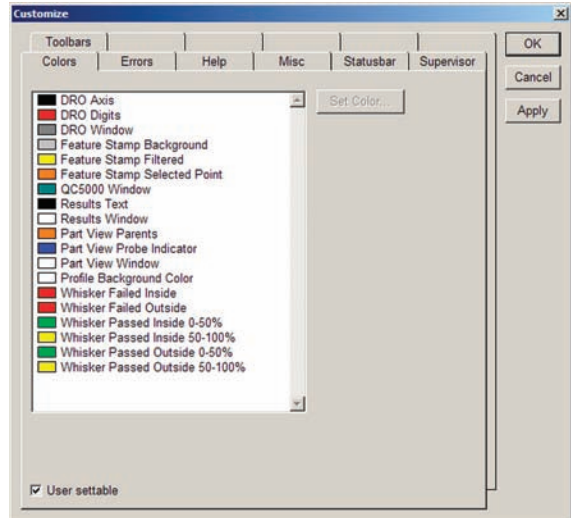 Customize
Toolbars
Colors Errors Help Misc Statusbar Supervisor
OK
Cancel
Apply
Set Color...
DRO Axis
DRO Digits
DRO Window
Feature Stamp Background
Feature Stamp Filtered
Feature Stamp Selected Point
QC5000 Window
Results Text
Results Window
Part View Parents
Part View Probe Indicator
Part View Window
Profile Background Color
Whisker Failed Inside
Whisker Failed Outside
Whisker Passed Inside 0-50%
Whisker Passed Inside 50-100%
Whisker Passed Outside 0-50%
Whisker Passed Outside 50-100%
User settable